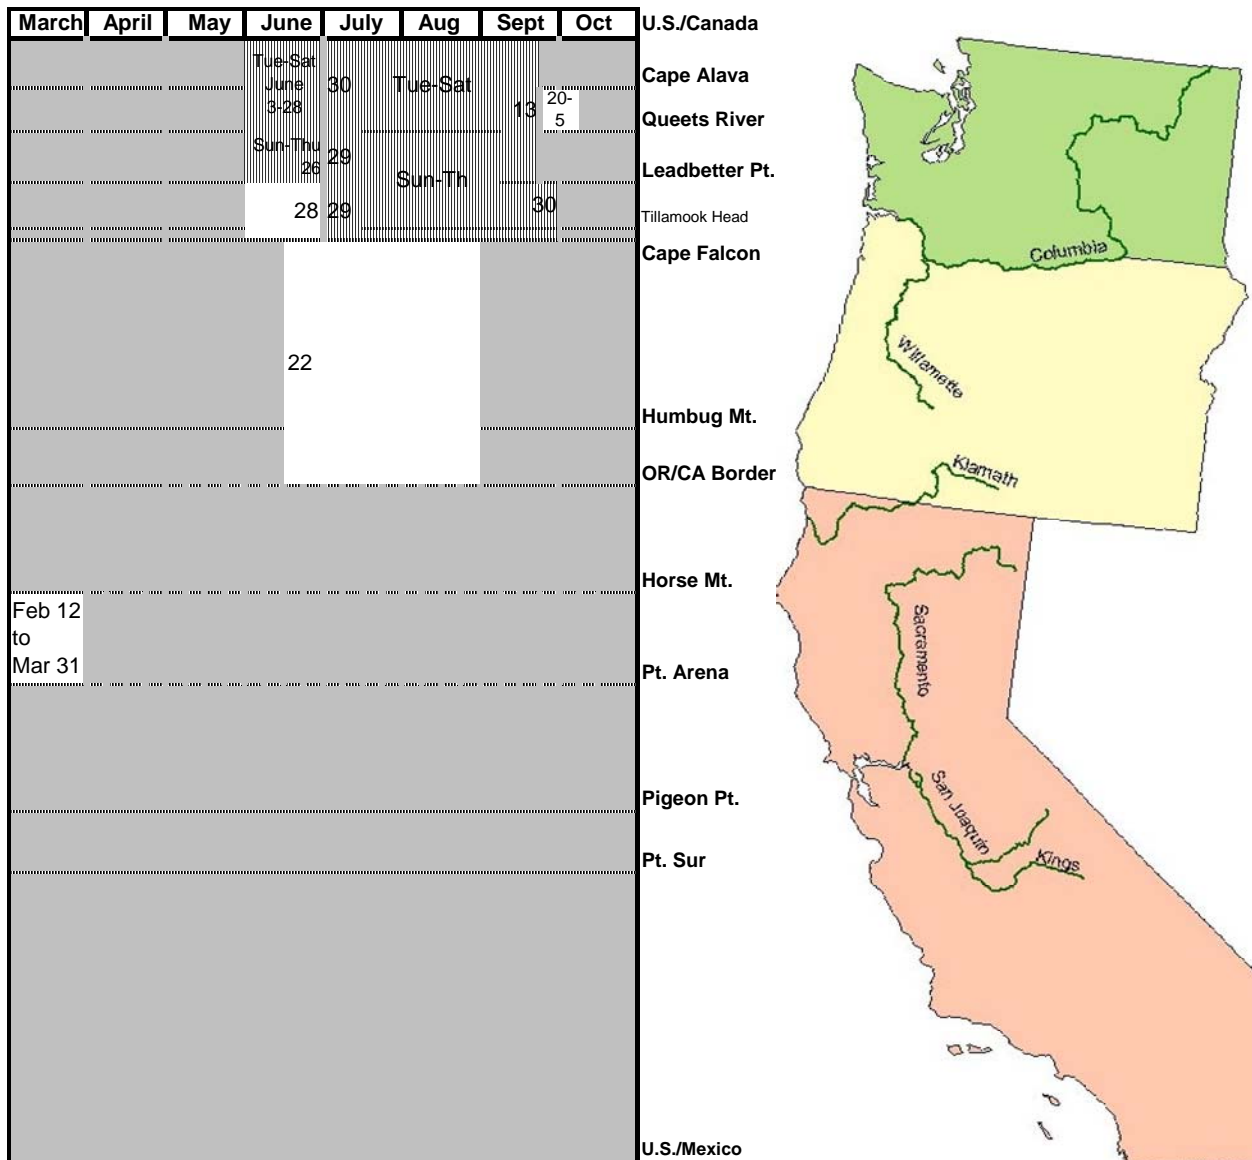 March April May June July Aug Sept Oct
U.S./Canada
Tue-Sat
June
3-28
30
Tue-Sat
13
20-
5
Cape Alava
Queets River
Sun-Thu
26
29
Sun-Th
Leadbetter Pt.
28
29
30
Tillamook Head
Cape Falcon
22
Humbug Mt.
OR/CA Border
Horse Mt.
Feb 12
to
Mar 31
Pt. Arena
Pigeon Pt.
Pt. Sur
U.S./Mexico
Columbia
Willamette
Klamath
Sacramento
San Joaquin
Kings